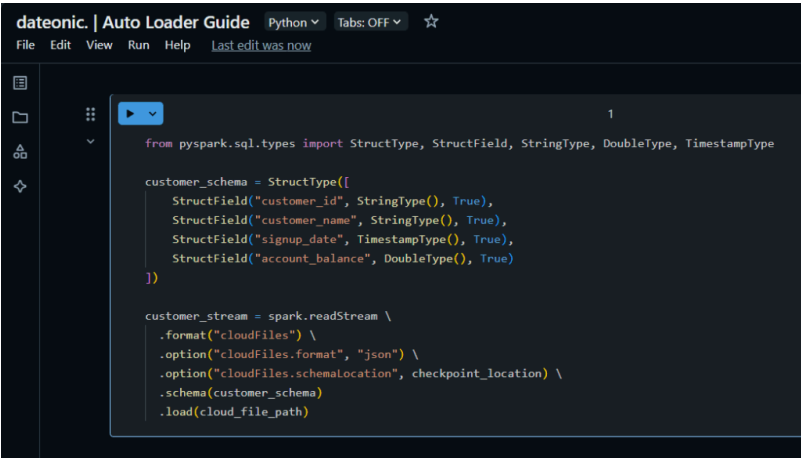 dateonic. | Auto Loader Guide Python Tabs: OFF
File Edit View Run Help Last edit was now
1
from pyspark.sql.types import StructType, StructField, StringType, DoubleType, TimestampType
customer_schema = StructType([
    StructField("customer_id", StringType(), True),
    StructField("customer_name", StringType(), True),
    StructField("signup_date", TimestampType(), True),
    StructField("account_balance", DoubleType(), True)
])
customer_stream = spark.readStream \
  .format("cloudFiles") \
  .option("cloudFiles.format", "json") \
  .option("cloudFiles.schemaLocation", checkpoint_location) \
  .schema(customer_schema)
  .load(cloud_file_path)